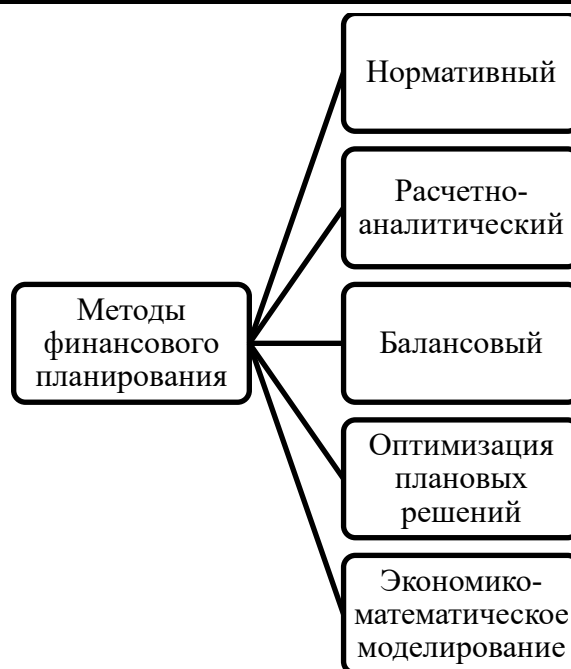 Нормативный
Расчетно-
аналитический
Методы
финансового
планирования
Балансовый
Оптимизация
плановых
решений
Экономико-
математическое
моделирование